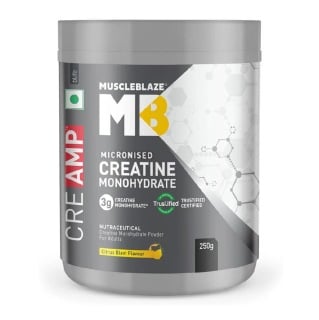 MUSCLEBLAZE
MB
CREAMP
MICRONISED
CREATINE
MONOHYDRATE
3g CREATINE
MONOHYDRATE
Trustified
TRUSTIFIED
CERTIFIED
NUTRACEUTICAL
Creatine Monohydrate Powder
For Adults
Citrus Blast Flavour
250g